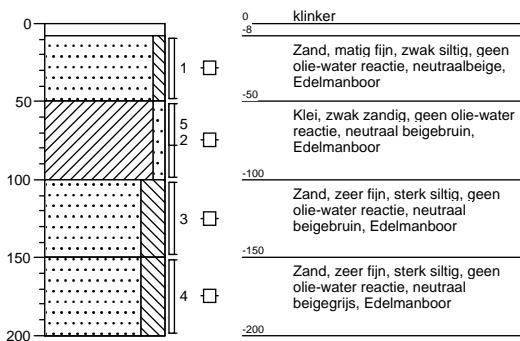 0
50
100
150
200
1
5
2
3
4
0
klinker
-8
Zand, matig fijn, zwak siltig, geen
olie-water reactie, neutraalbeige,
Edelmanboor
-50
Klei, zwak zandig, geen olie-water
reactie, neutraal beigebruin,
Edelmanboor
-100
Zand, zeer fijn, sterk siltig, geen
olie-water reactie, neutraal
beigebruin, Edelmanboor
-150
Zand, zeer fijn, sterk siltig, geen
olie-water reactie, neutraal
beigegrijs, Edelmanboor
-200